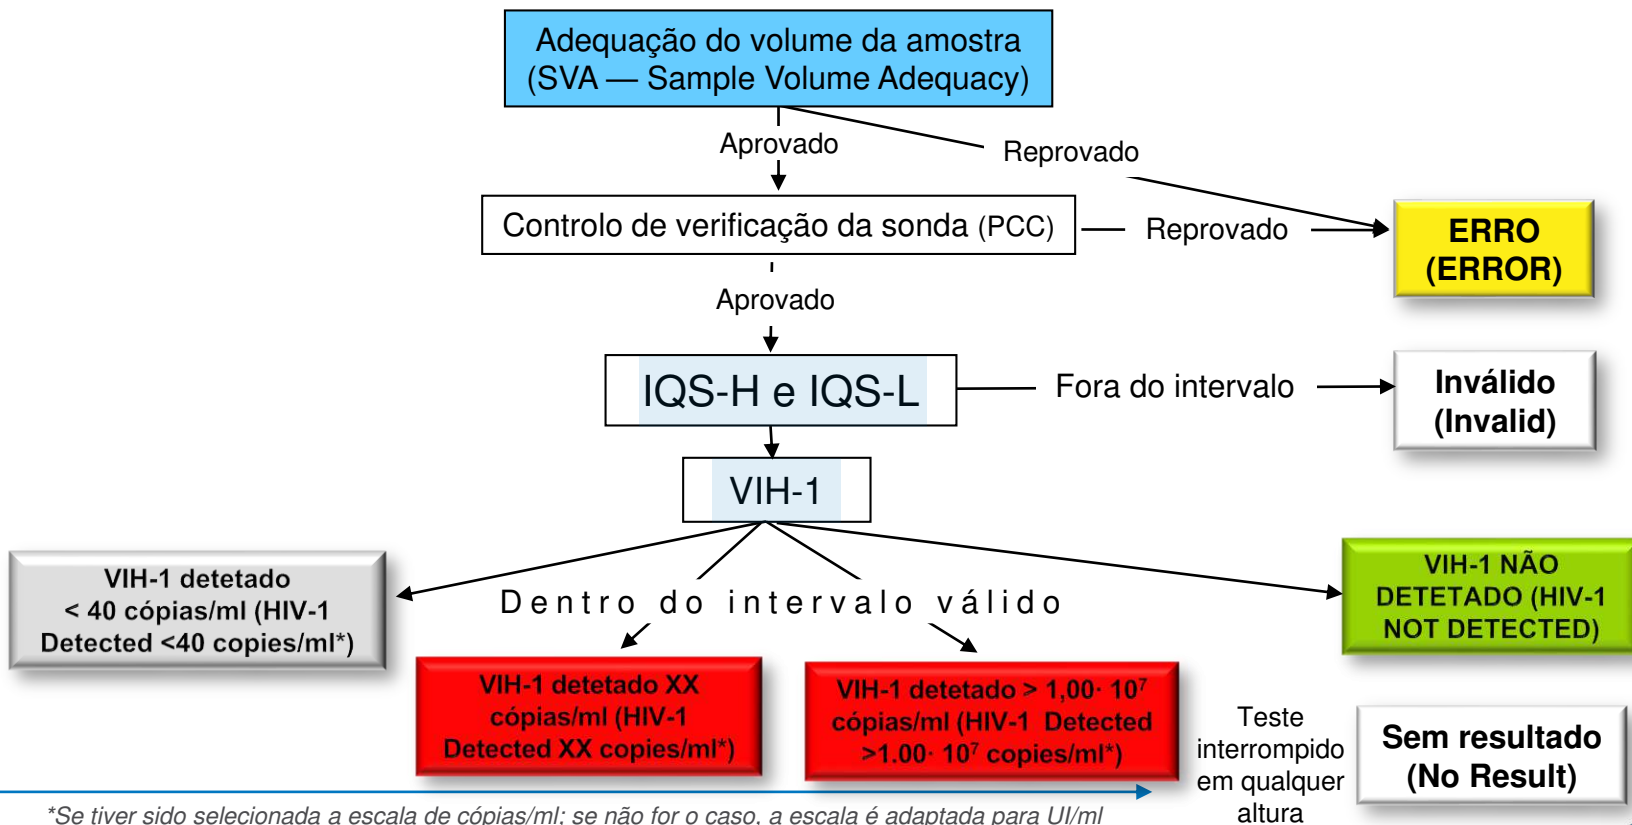 Adequação do volume da amostra
(SVA — Sample Volume Adequacy)
Aprovado
Reprovado
Controlo de verificação da sonda (PCC)
Reprovado
ERRO
(ERROR)
Aprovado
IQS-H e IQS-L
Fora do intervalo
Inválido
(Invalid)
VIH-1
VIH-1 detetado
< 40 cópias/ml (HIV-1
Detected <40 copies/ml*)
Dentro do intervalo válido
VIH-1 NÃO
DETETADO (HIV-1
NOT DETECTED)
VIH-1 detetado XX
cópias/ml (HIV-1
Detected XX copies/ml*)
VIH-1 detetado > 1,00· 10⁷
cópias/ml (HIV-1 Detected
>1.00· 10⁷ copies/ml*)
Teste
interrompido
em qualquer
altura
Sem resultado
(No Result)
*Se tiver sido selecionada a escala de cópias/ml; se não for o caso, a escala é adaptada para UI/ml